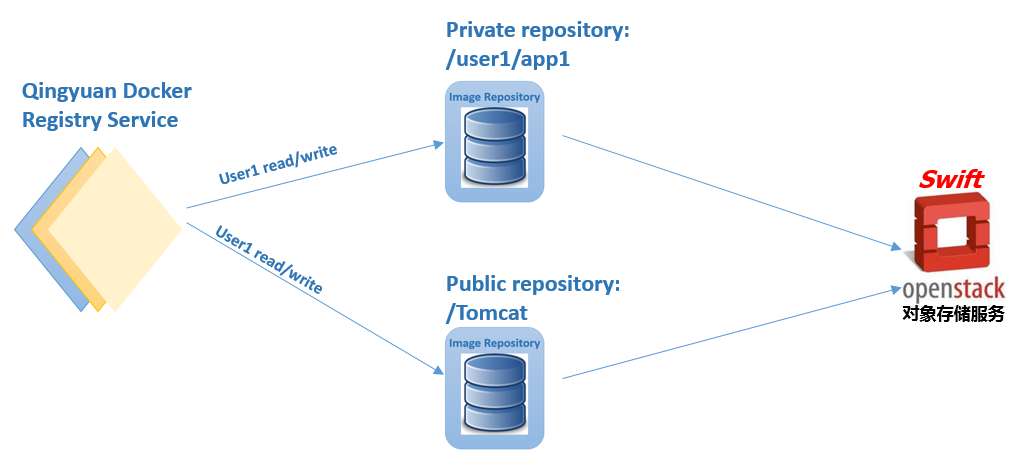 Qingyuan Docker
Registry Service
User1 read/write
User1 read/write
Private repository:
/user1/app1
Image Repository
Public repository:
/Tomcat
Image Repository
Swift
openstack
对象存储服务